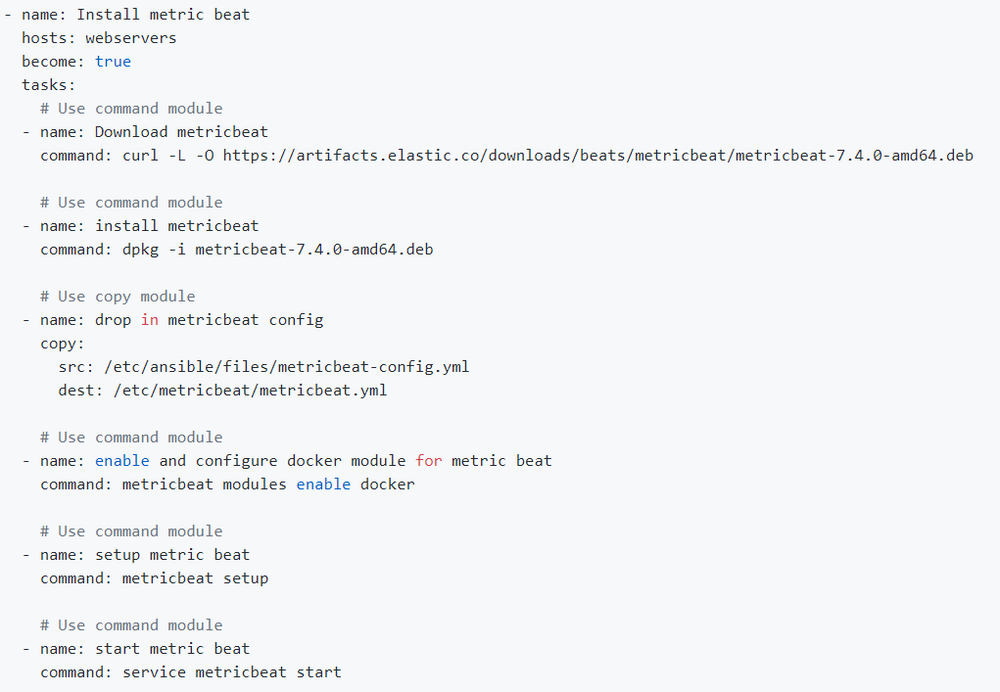 - name: Install metric beat
  hosts: webservers
  become: true
  tasks:
    # Use command module
  - name: Download metricbeat
    command: curl -L -O https://artifacts.elastic.co/downloads/beats/metricbeat/metricbeat-7.4.0-amd64.deb

    # Use command module
  - name: install metricbeat
    command: dpkg -i metricbeat-7.4.0-amd64.deb

    # Use copy module
  - name: drop in metricbeat config
    copy:
      src: /etc/ansible/files/metricbeat-config.yml
      dest: /etc/metricbeat/metricbeat.yml

    # Use command module
  - name: enable and configure docker module for metric beat
    command: metricbeat modules enable docker

    # Use command module
  - name: setup metric beat
    command: metricbeat setup

    # Use command module
  - name: start metric beat
    command: service metricbeat start